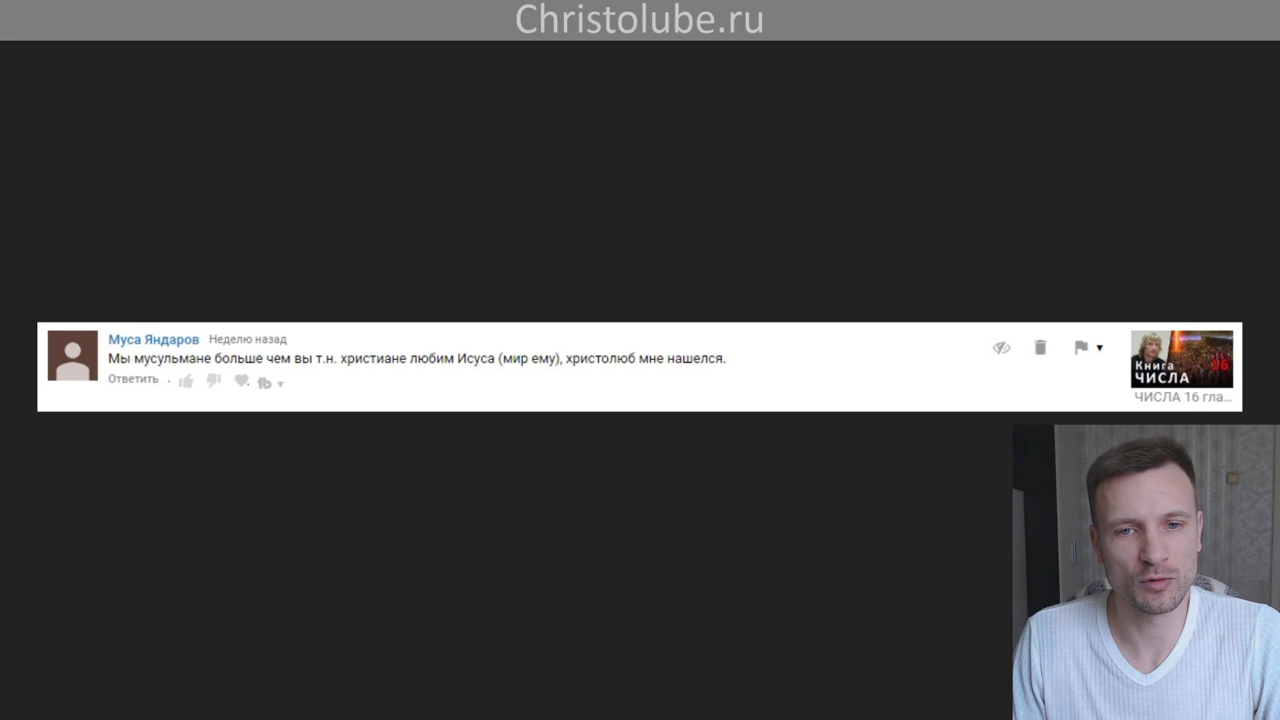 Christolube.ru
Муса Яндаров Неделю назад
Мы мусульмане больше чем вы т.н. христиане любим Исуса (мир ему), христолюб мне нашелся.
Ответить
Книга
16
ЧИСЛА
ЧИСЛА 16 гла...